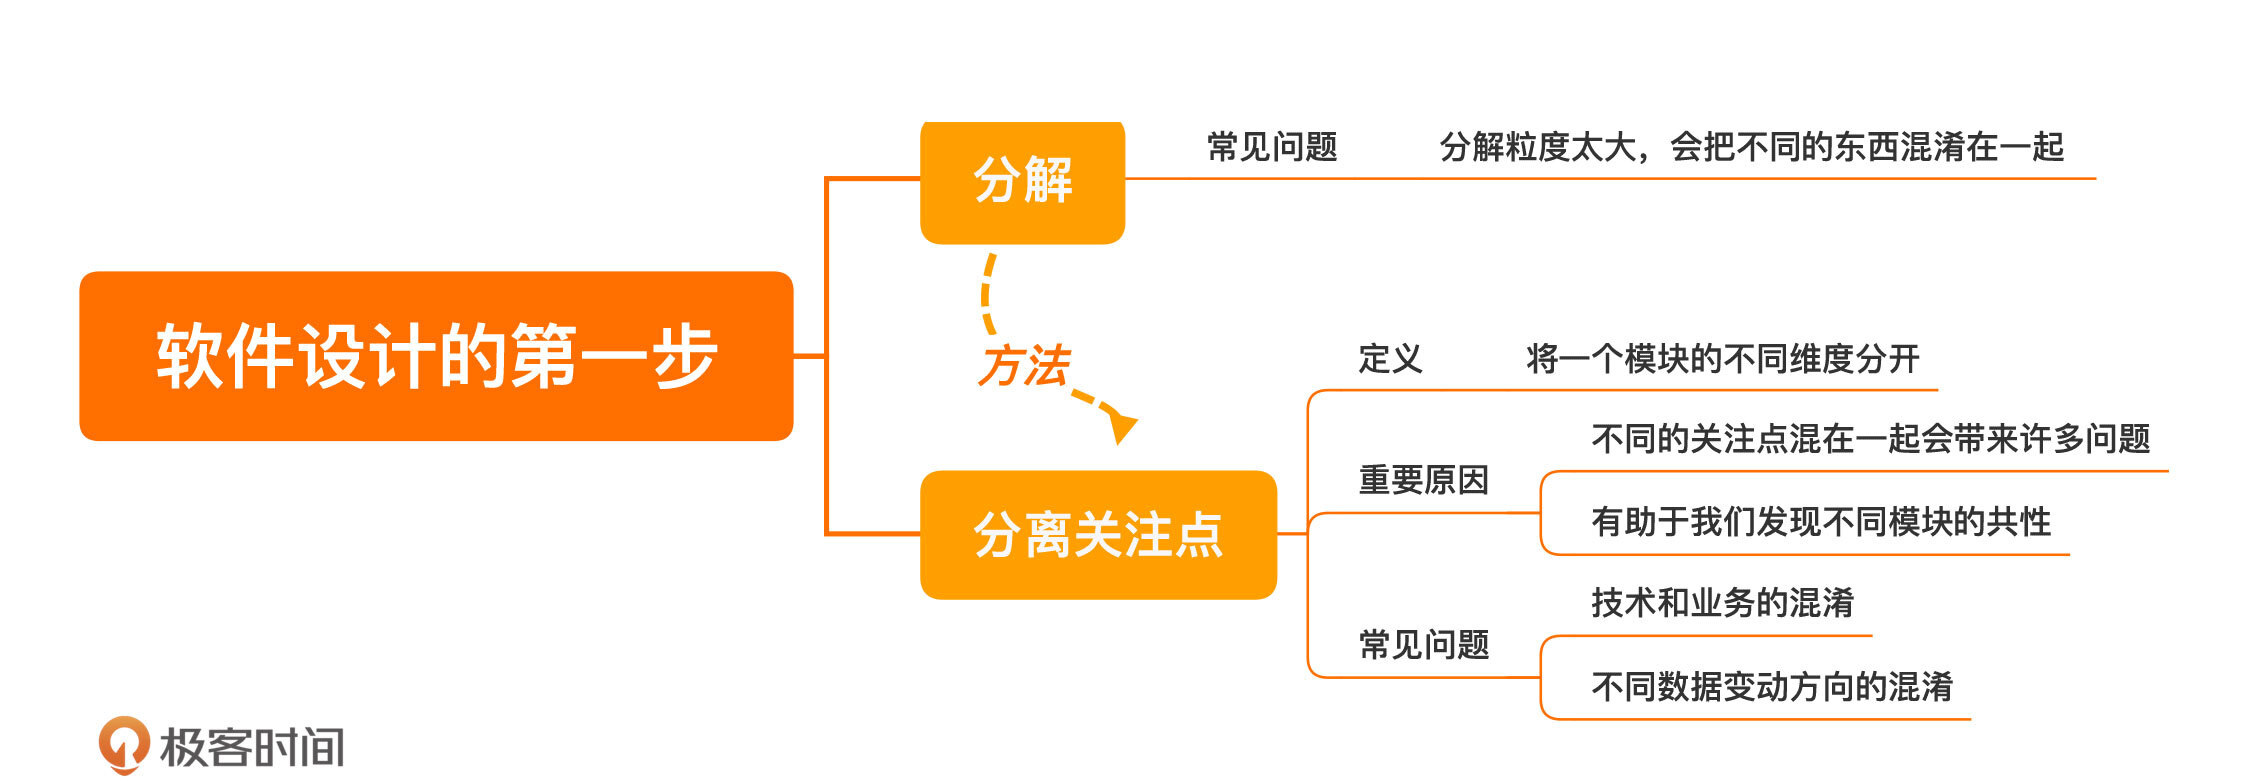 软件设计的第一步
分解
常见问题
分解粒度太大，会把不同的东西混淆在一起
方法
分离关注点
定义
将一个模块的不同维度分开
重要原因
不同的关注点混在一起会带来许多问题
有助于我们发现不同模块的共性
常见问题
技术和业务的混淆
不同数据变动方向的混淆
极客时间